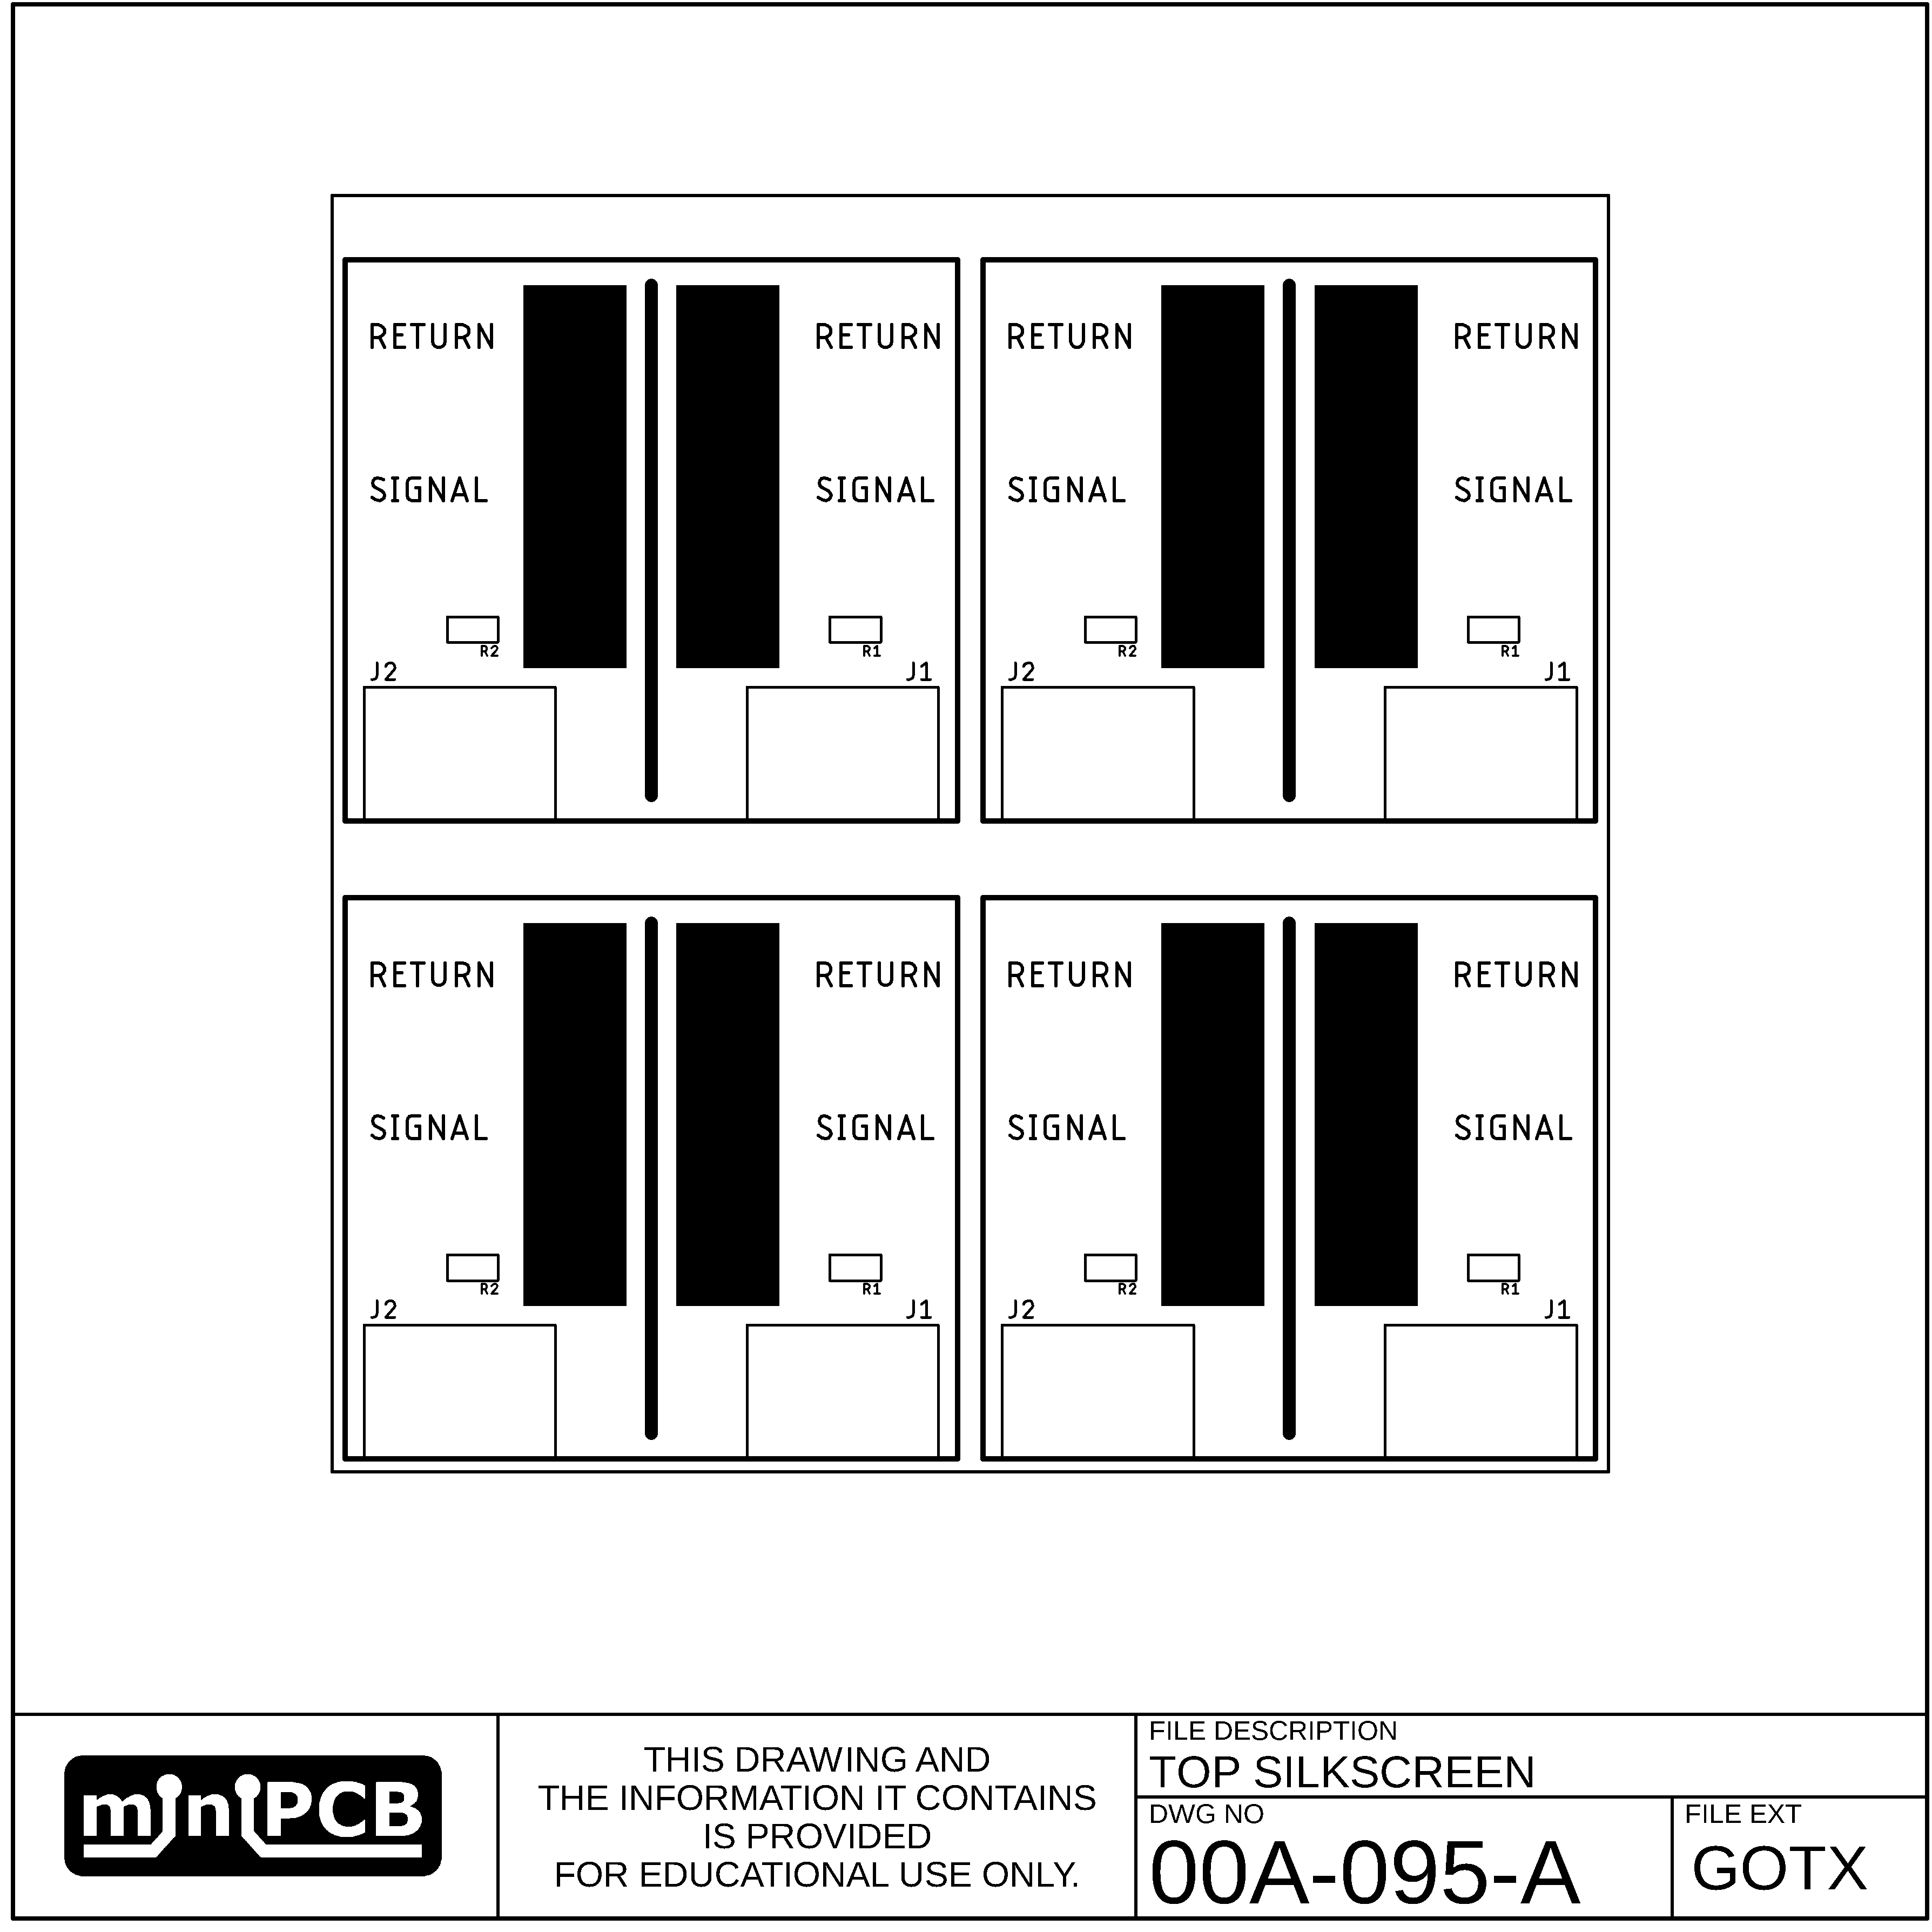 RETURN RETURN RETURN RETURN
SIGNAL SIGNAL SIGNAL SIGNAL
R2 R1 R2 R1
J2 J1 J2 J1
RETURN RETURN RETURN RETURN
SIGNAL SIGNAL SIGNAL SIGNAL
R2 R1 R2 R1
J2 J1 J2 J1
miniPCB
THIS DRAWING AND
THE INFORMATION IT CONTAINS
IS PROVIDED
FOR EDUCATIONAL USE ONLY.
FILE DESCRIPTION
TOP SILKSCREEN
DWG NO
00A-095-A
FILE EXT
GOTX